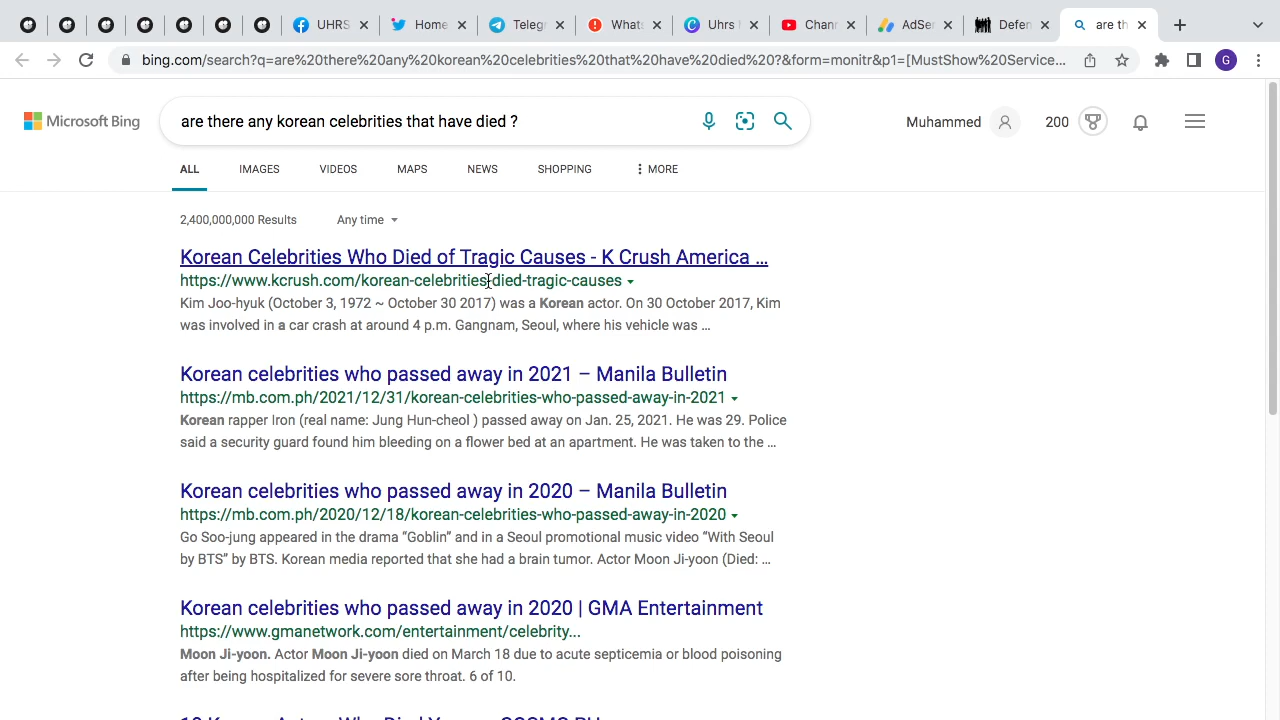 UHRS
Home
Telegr
What
Uhrs
Chann
AdSe
Defen
are th
bing.com/search?q=are%20there%20any%20korean%20celebrities%20that%20have%20died%20?&form=monitr&p1=[MustShow%20Service...
G
Microsoft Bing
are there any korean celebrities that have died ?
Muhammed
200
ALL
IMAGES
VIDEOS
MAPS
NEWS
SHOPPING
MORE
2,400,000,000 Results
Any time
Korean Celebrities Who Died of Tragic Causes - K Crush America ...
https://www.kcrush.com/korean-celebrities-died-tragic-causes
Kim Joo-hyuk (October 3, 1972 ~ October 30 2017) was a Korean actor. On 30 October 2017, Kim
was involved in a car crash at around 4 p.m. Gangnam, Seoul, where his vehicle was ...
Korean celebrities who passed away in 2021 – Manila Bulletin
https://mb.com.ph/2021/12/31/korean-celebrities-who-passed-away-in-2021
Korean rapper Iron (real name: Jung Hun-cheol ) passed away on Jan. 25, 2021. He was 29. Police
said a security guard found him bleeding on a flower bed at an apartment. He was taken to the ...
Korean celebrities who passed away in 2020 – Manila Bulletin
https://mb.com.ph/2020/12/18/korean-celebrities-who-passed-away-in-2020
Go Soo-jung appeared in the drama “Goblin” and in a Seoul promotional music video “With Seoul
by BTS” by BTS. Korean media reported that she had a brain tumor. Actor Moon Ji-yoon (Died: ...
Korean celebrities who passed away in 2020 | GMA Entertainment
https://www.gmanetwork.com/entertainment/celebrity...
Moon Ji-yoon. Actor Moon Ji-yoon died on March 18 due to acute septicemia or blood poisoning
after being hospitalized for severe sore throat. 6 of 10.